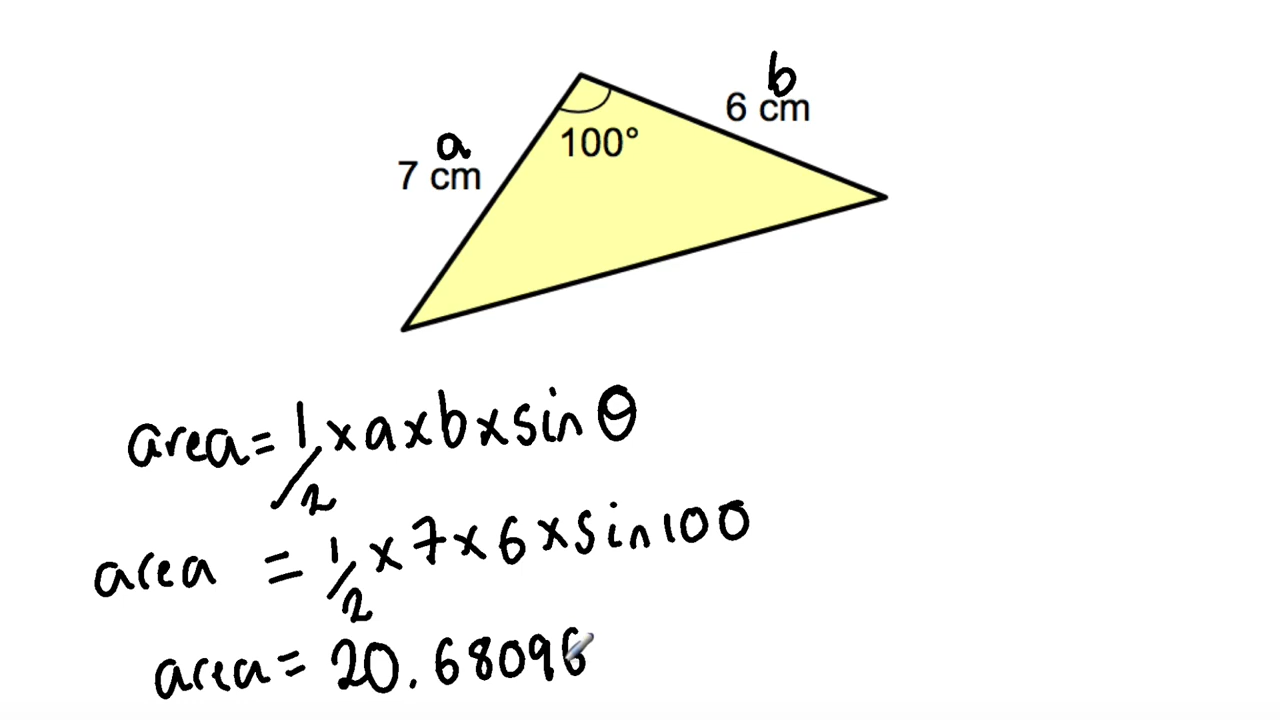 b
6 cm
a
100°
7 cm
area = 1/2 × a × b × sin θ
area = 1/2 × 7 × 6 × sin 100
area = 20.68096